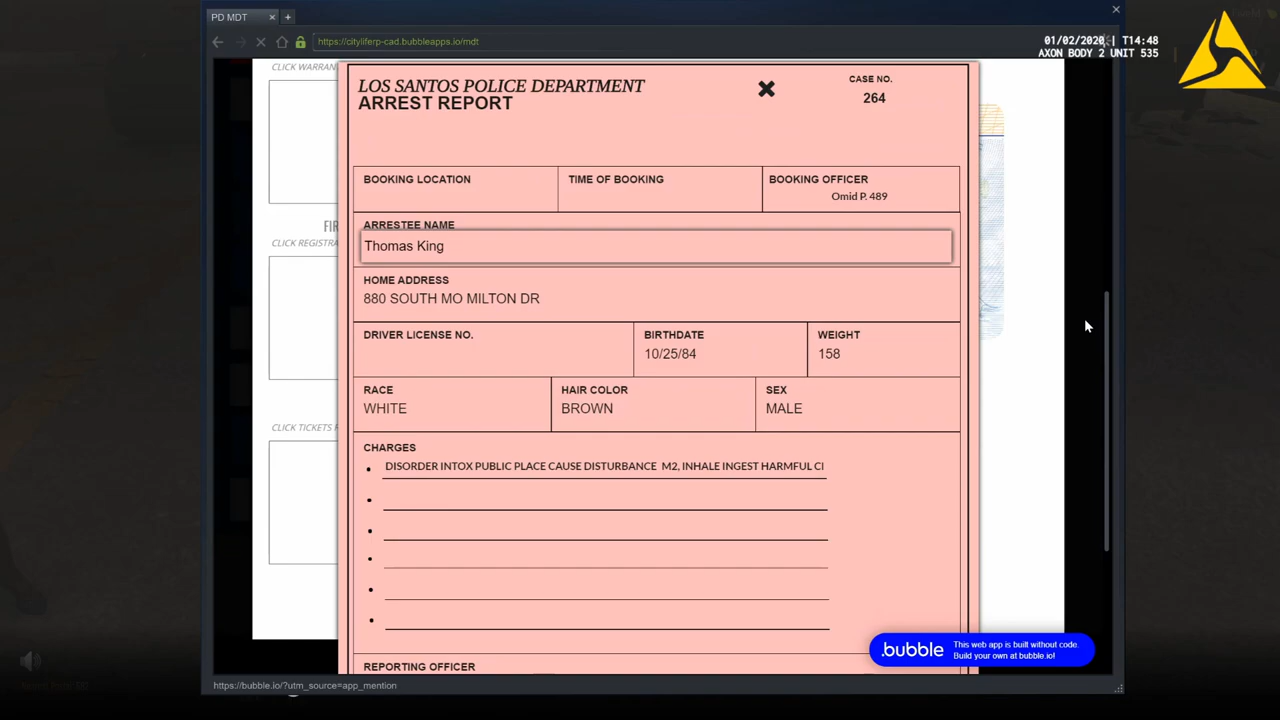 PD MDT
https://cityliferp-cad.bubbleapps.io/mdt
01/02/2020 | T14:48
AXON BODY 2 UNIT 535
CLICK WARRAN
LOS SANTOS POLICE DEPARTMENT
ARREST REPORT
CASE NO.
264
BOOKING LOCATION
TIME OF BOOKING
BOOKING OFFICER
Omid P. 489
ARRESTEE NAME
Thomas King
FI
CLICK REGISTRA
HOME ADDRESS
880 SOUTH MO MILTON DR
DRIVER LICENSE NO.
BIRTHDATE
10/25/84
WEIGHT
158
RACE
WHITE
HAIR COLOR
BROWN
SEX
MALE
CLICK TICKETS
CHARGES
DISORDER INTOX PUBLIC PLACE CAUSE DISTURBANCE M2, INHALE INGEST HARMFUL CI
REPORTING OFFICER
.bubble
This web app is built without code.
Build your own at bubble.io!
https://bubble.io/?utm_source=app_mention